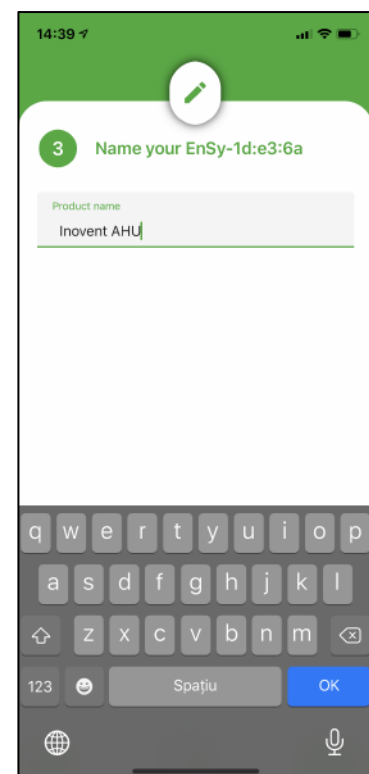 14:39
3 Name your EnSy-1d:e3:6a
Product name
Inovent AHU
q w e r t y u i o p
a s d f g h j k l
z x c v b n m
123 Spațiu OK